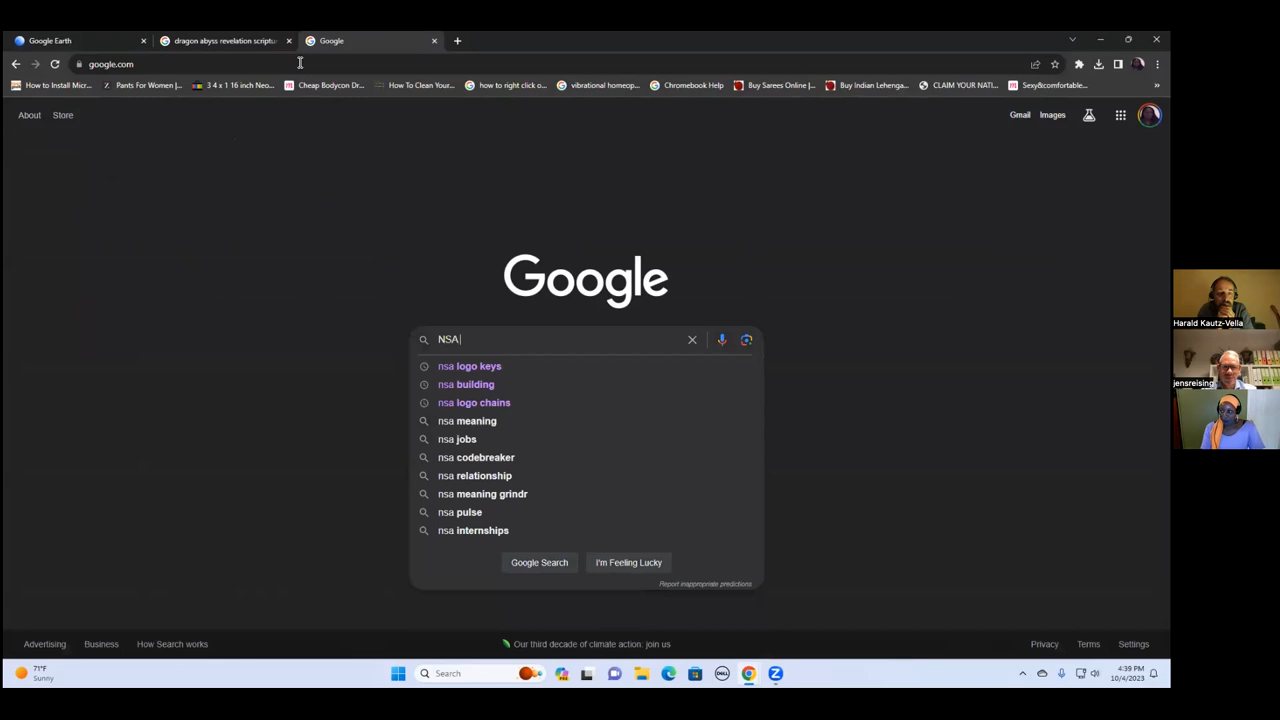 Google Earth
dragon abyss revelation scriptu
Google
google.com
How to Install Micr...
Pants For Women |...
3 4 x 1 16 inch Neo...
Cheap Bodycon Dr...
How To Clean Your...
how to right click o...
vibrational homeop...
Chromebook Help
Buy Sarees Online |...
Buy Indian Lehenga...
CLAIM YOUR NATI...
Sexy&comfortable...
»
About
Store
Gmail
Images
Google
NSA
nsa logo keys
nsa building
nsa logo chains
nsa meaning
nsa jobs
nsa codebreaker
nsa relationship
nsa meaning grindr
nsa pulse
nsa internships
Google Search
I'm Feeling Lucky
Report inappropriate predictions
Harald Kautz-Vella
jensreising
Advertising
Business
How Search works
Our third decade of climate action: join us
Privacy
Terms
Settings
71°F
Sunny
Search
DELL
4:39 PM
10/4/2023